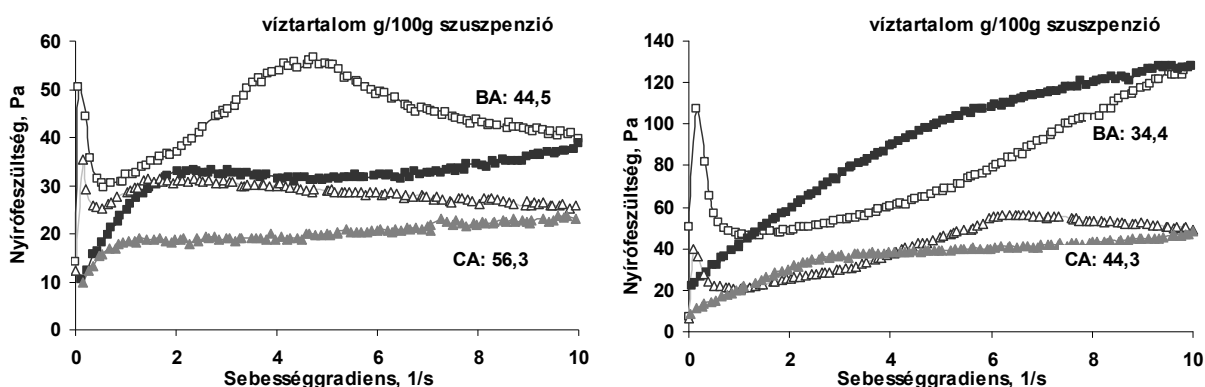 víztartalom g/100g szuszpenzió
60
50
40
30
20
10
0
Nyírófeszültség, Pa
BA: 44,5
CA: 56,3
0 2 4 6 8 10
Sebességgradiens, 1/s
víztartalom g/100g szuszpenzió
140
120
100
80
60
40
20
0
Nyírófeszültség, Pa
BA: 34,4
CA: 44,3
0 2 4 6 8 10
Sebességgradiens, 1/s